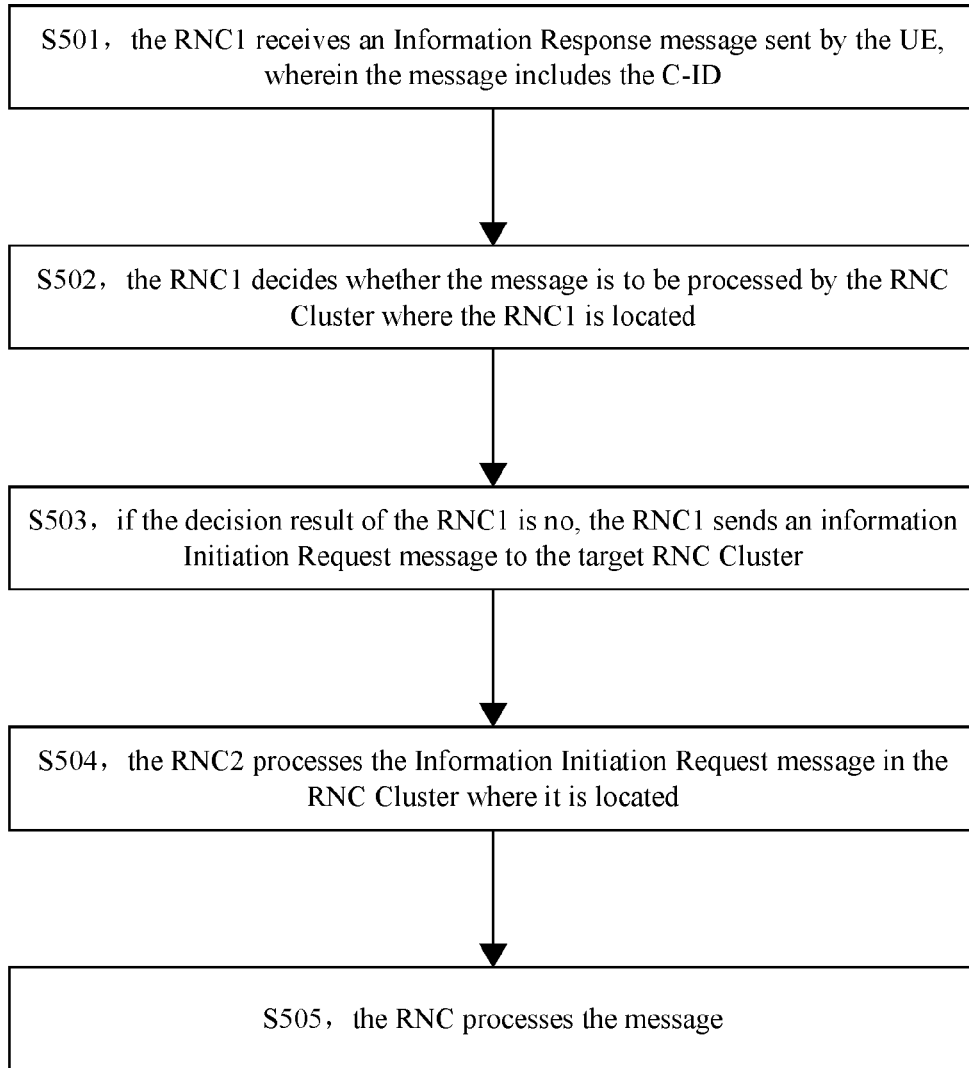 S501，the RNC1 receives an Information Response message sent by the UE,
wherein the message includes the C-ID
S502，the RNC1 decides whether the message is to be processed by the RNC
Cluster where the RNC1 is located
S503，if the decision result of the RNC1 is no, the RNC1 sends an information
Initiation Request message to the target RNC Cluster
S504，the RNC2 processes the Information Initiation Request message in the
RNC Cluster where it is located
S505，the RNC processes the message